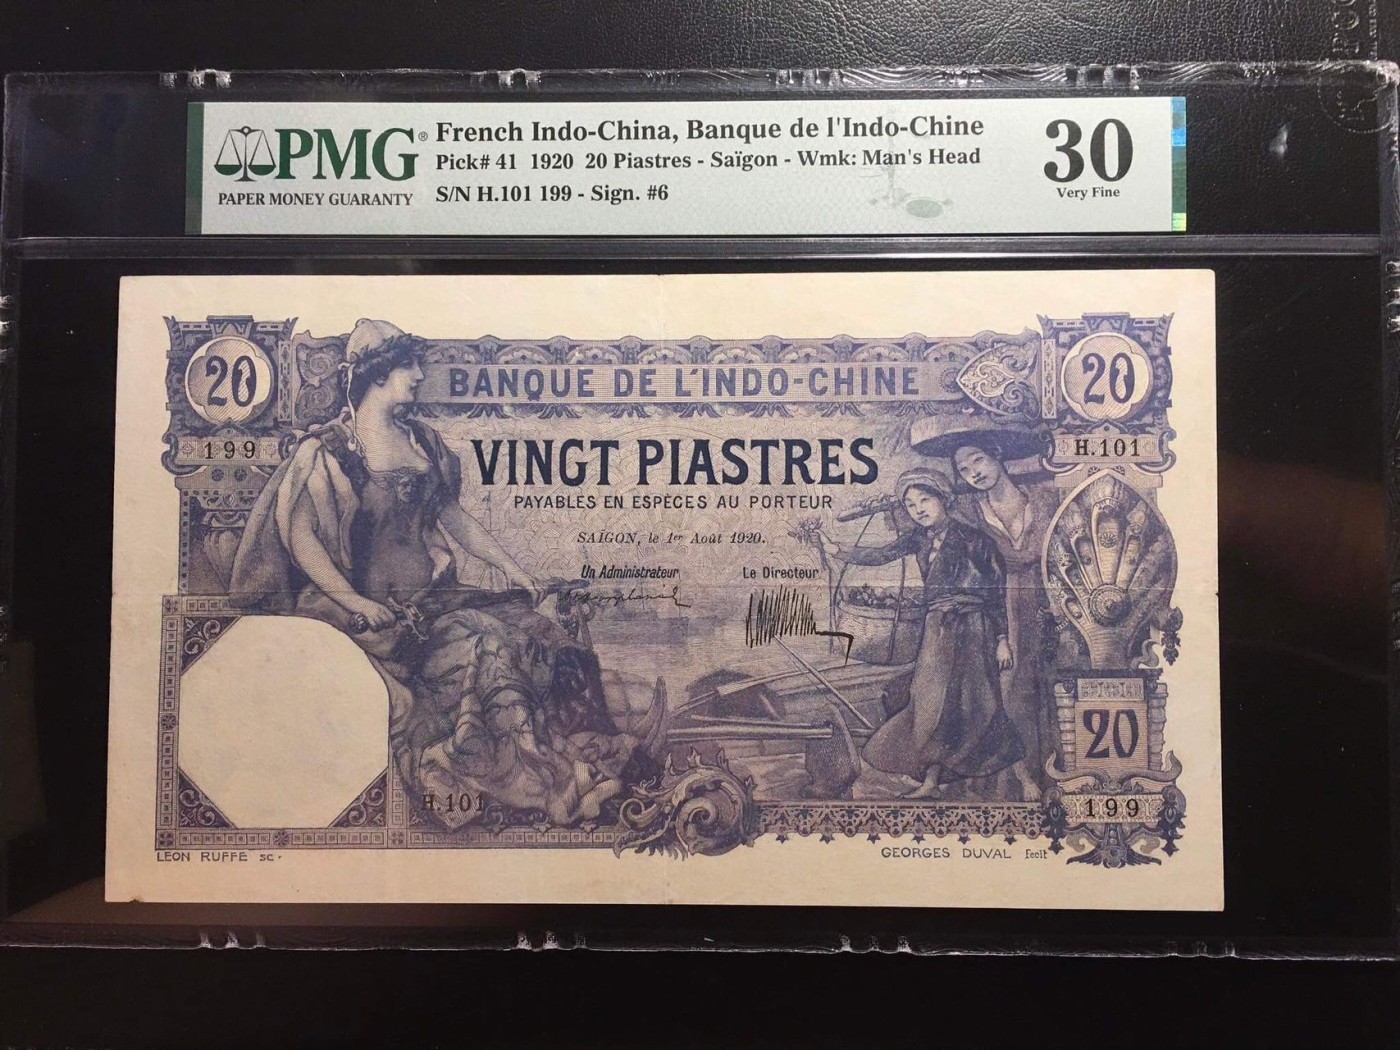 PMG®
PAPER MONEY GUARANTY
French Indo-China, Banque de l'Indo-Chine
Pick# 41 1920 20 Piastres - Saïgon - Wmk: Man's Head
S/N H.101 199 - Sign. #6
30
Very Fine
20
20
BANQUE DE L'INDO-CHINE
199
H.101
VINGT PIASTRES
PAYABLES EN ESPÈCES AU PORTEUR
SAÏGON, le 1er Août 1920.
Un Administrateur
Le Directeur
20
H.101
199
LÉON RUFFÉ sc.
GEORGES DUVAL fecit